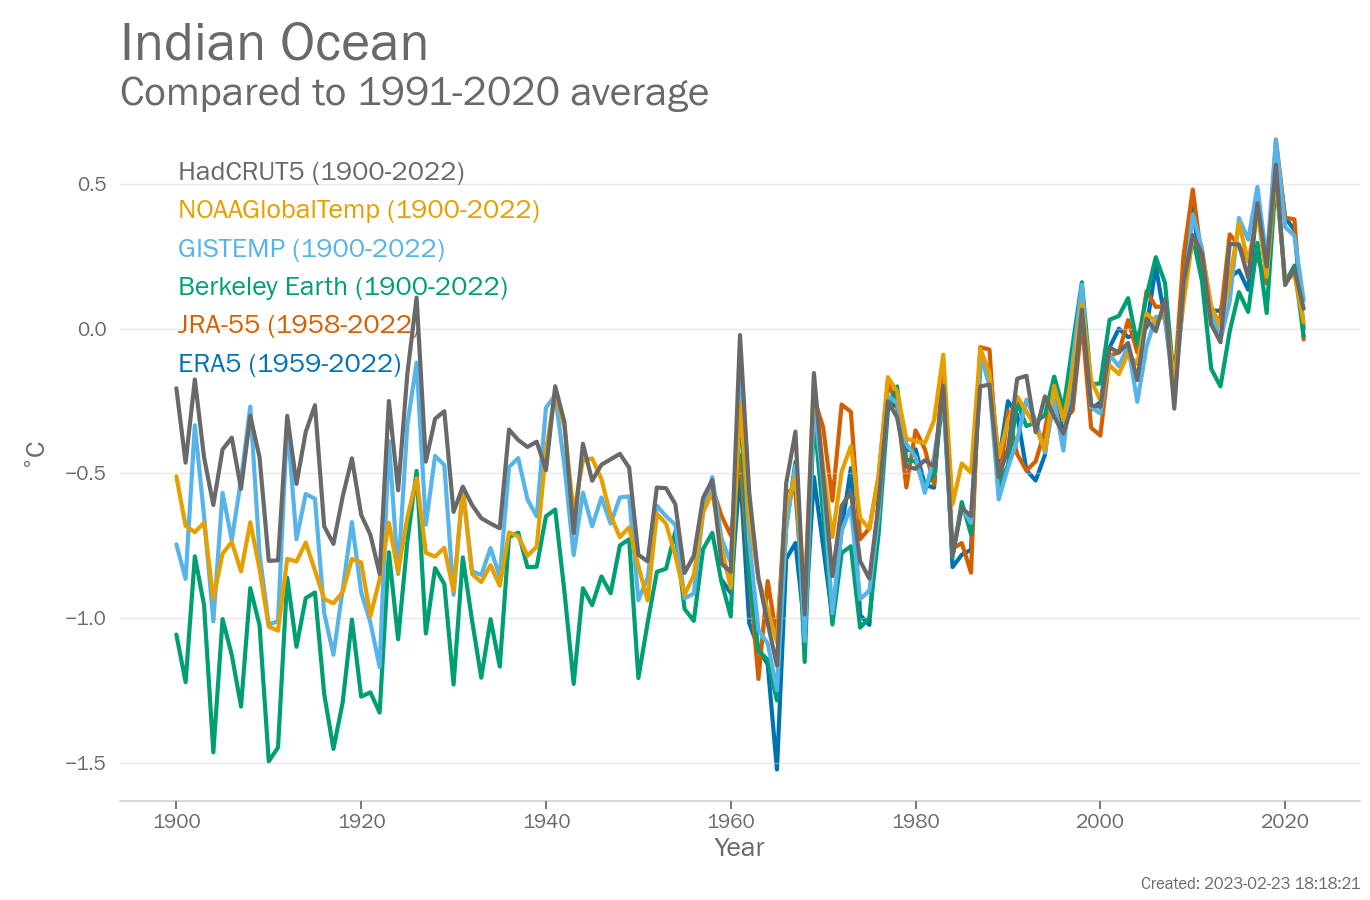 Indian Ocean
Compared to 1991-2020 average
HadCRUT5 (1900-2022)
NOAAGlobalTemp (1900-2022)
GISTEMP (1900-2022)
Berkeley Earth (1900-2022)
JRA-55 (1958-2022)
ERA5 (1959-2022)
0.5
0.0
−0.5
−1.0
−1.5
°C
1900 1920 1940 1960 1980 2000 2020
Year
Created: 2023-02-23 18:18:21